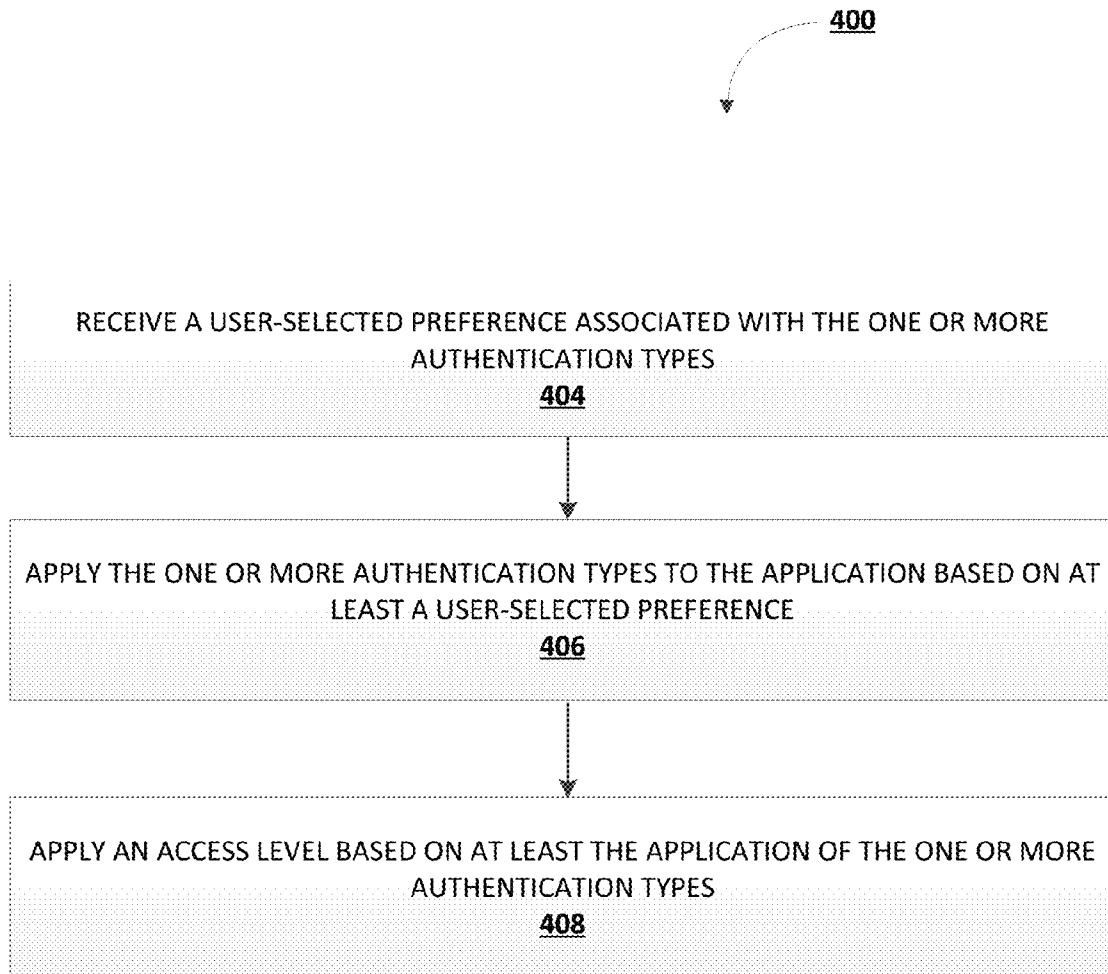 400
RECEIVE A USER-SELECTED PREFERENCE ASSOCIATED WITH THE ONE OR MORE
AUTHENTICATION TYPES
404
APPLY THE ONE OR MORE AUTHENTICATION TYPES TO THE APPLICATION BASED ON AT
LEAST A USER-SELECTED PREFERENCE
406
APPLY AN ACCESS LEVEL BASED ON AT LEAST THE APPLICATION OF THE ONE OR MORE
AUTHENTICATION TYPES
408